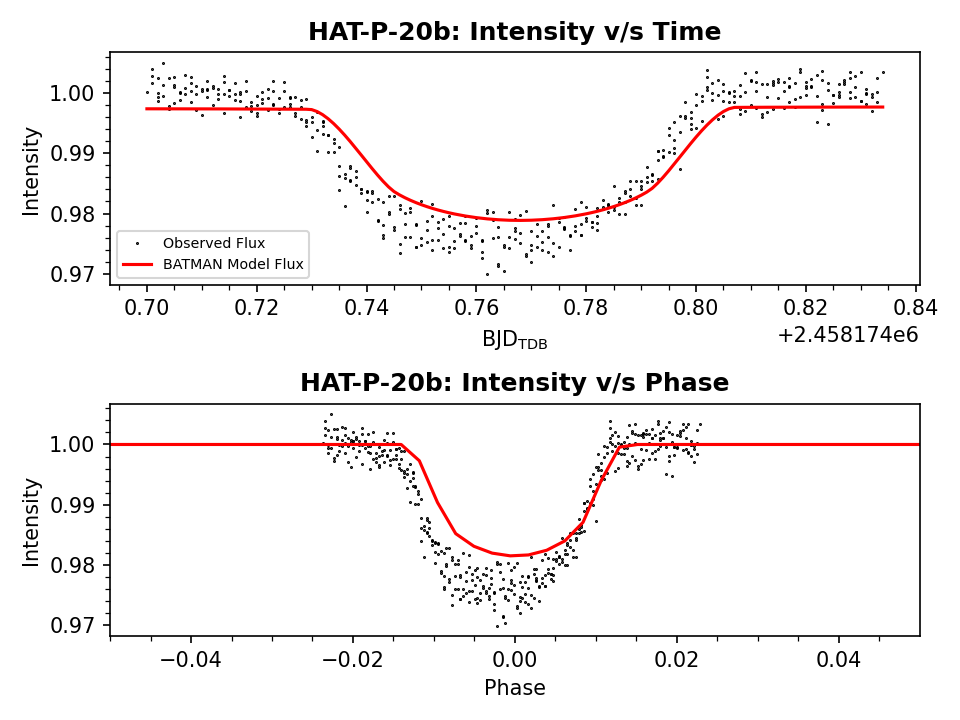 HAT-P-20b: Intensity v/s Time
Intensity
1.00
0.99
0.98
0.97
Observed Flux
BATMAN Model Flux
0.70 0.72 0.74 0.76 0.78 0.80 0.82 0.84
BJD_TDB
+2.458174e6
HAT-P-20b: Intensity v/s Phase
Intensity
1.00
0.99
0.98
0.97
−0.04 −0.02 0.00 0.02 0.04
Phase